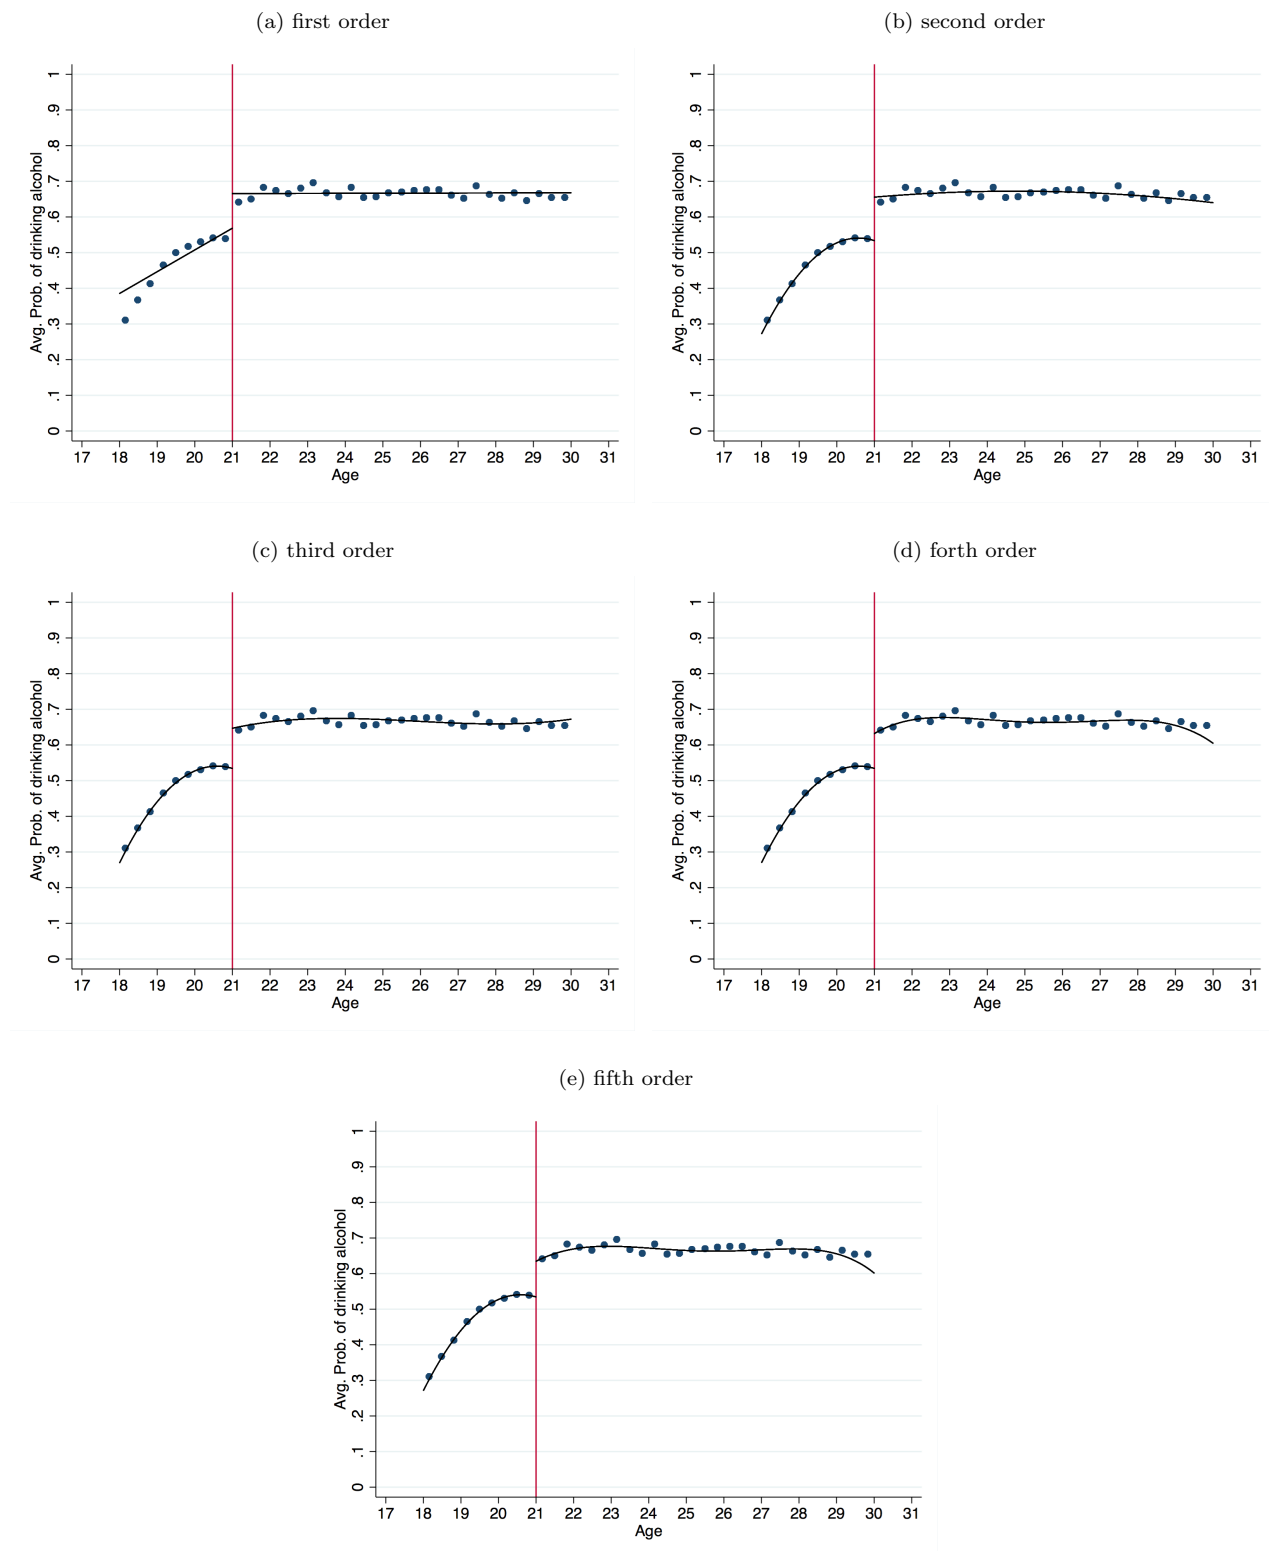 (a) first order
Avg. Prob. of drinking alcohol
1
.9
.8
.7
.6
.5
.4
.3
.2
.1
0
17 18 19 20 21 22 23 24 25 26 27 28 29 30 31
Age
(b) second order
Avg. Prob. of drinking alcohol
1
.9
.8
.7
.6
.5
.4
.3
.2
.1
0
17 18 19 20 21 22 23 24 25 26 27 28 29 30 31
Age
(c) third order
Avg. Prob. of drinking alcohol
1
.9
.8
.7
.6
.5
.4
.3
.2
.1
0
17 18 19 20 21 22 23 24 25 26 27 28 29 30 31
Age
(d) forth order
Avg. Prob. of drinking alcohol
1
.9
.8
.7
.6
.5
.4
.3
.2
.1
0
17 18 19 20 21 22 23 24 25 26 27 28 29 30 31
Age
(e) fifth order
Avg. Prob. of drinking alcohol
1
.9
.8
.7
.6
.5
.4
.3
.2
.1
0
17 18 19 20 21 22 23 24 25 26 27 28 29 30 31
Age